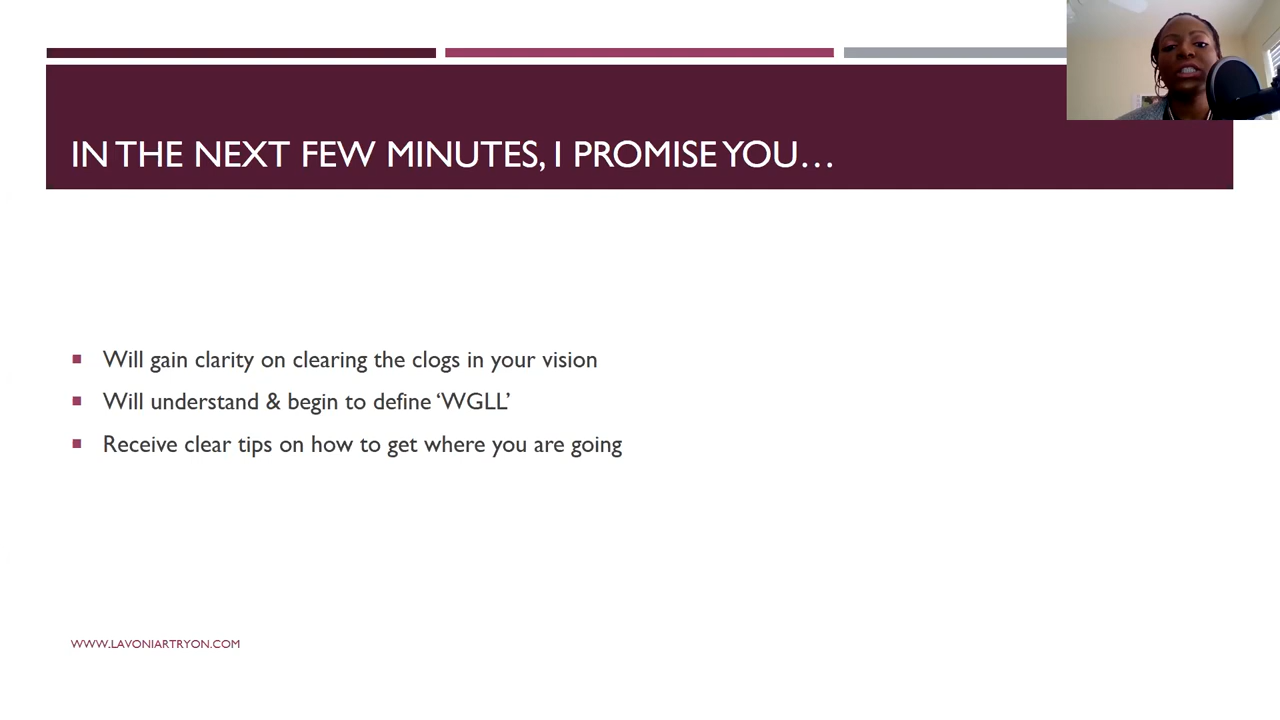 IN THE NEXT FEW MINUTES, I PROMISE YOU...
Will gain clarity on clearing the clogs in your vision
Will understand & begin to define ‘WGLL’
Receive clear tips on how to get where you are going
WWW.LAVONIARTRYON.COM